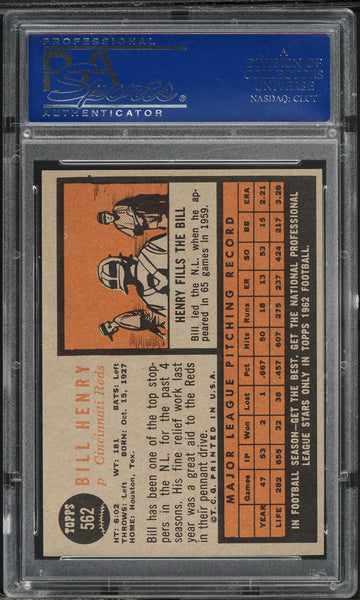 PROFESSIONAL
PSA
Sports
®
AUTHENTICATOR
A
DIVISION OF
COLLECTORS
UNIVERSE
NASDAQ: CLCT
TOPPS
562
BILL HENRY
p Cincinnati Reds
HT: 6:02 WT: 181 BATS: Left
THROWS: Left BORN: Oct. 15, 1927
HOME: Houston, Tex.
Bill has been one of the top stop-
pers in the N.L. for the past 4
seasons. His fine relief work last
year was a great aid to the Reds
in their pennant drive.
© T.C.G. PRINTED IN U.S.A.
HENRY FILLS THE BILL
Bill led the N.L. when he ap-
peared in 65 games in 1959.
MAJOR LEAGUE PITCHING RECORD
Games IP Won Lost Pct Hits Runs ER SO BB ERA
YEAR 47 53 2 1 .667 50 18 13 53 15 2.21
LIFE 282 655 32 38 .457 607 275 237 424 217 3.26
IN FOOTBALL SEASON—GET THE BEST. GET THE NATIONAL PROFESSIONAL
LEAGUE STARS ONLY IN TOPPS 1962 FOOTBALL.